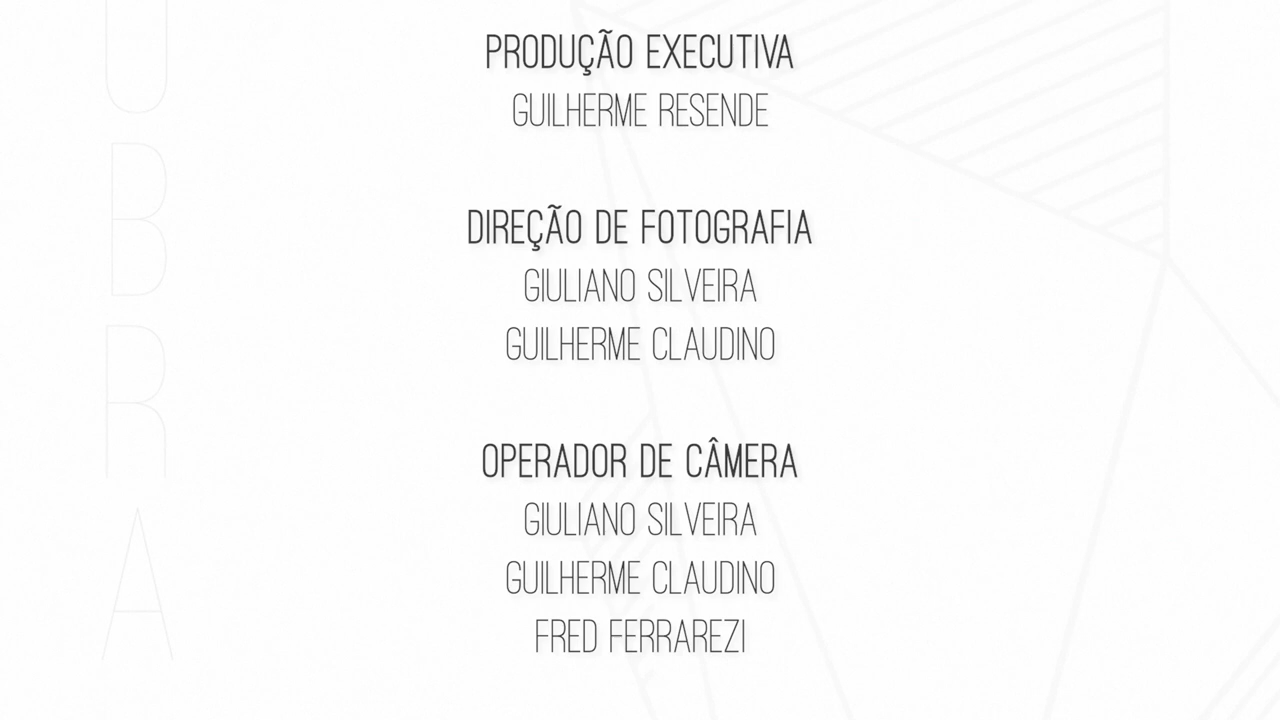 PRODUÇÃO EXECUTIVA
GUILHERME RESENDE
DIREÇÃO DE FOTOGRAFIA
GIULIANO SILVEIRA
GUILHERME CLAUDINO
OPERADOR DE CÂMERA
GIULIANO SILVEIRA
GUILHERME CLAUDINO
FRED FERRAREZI